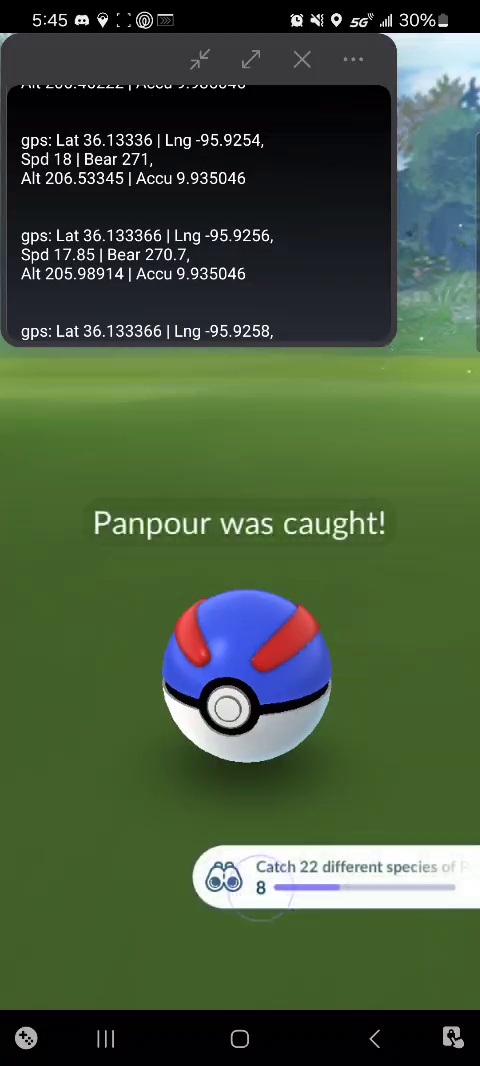 5:45
5G
30%
gps: Lat 36.13336 | Lng -95.9254,
Spd 18 | Bear 271,
Alt 206.53345 | Accu 9.935046
gps: Lat 36.133366 | Lng -95.9256,
Spd 17.85 | Bear 270.7,
Alt 205.98914 | Accu 9.935046
gps: Lat 36.133366 | Lng -95.9258,
Panpour was caught!
Catch 22 different species of
8